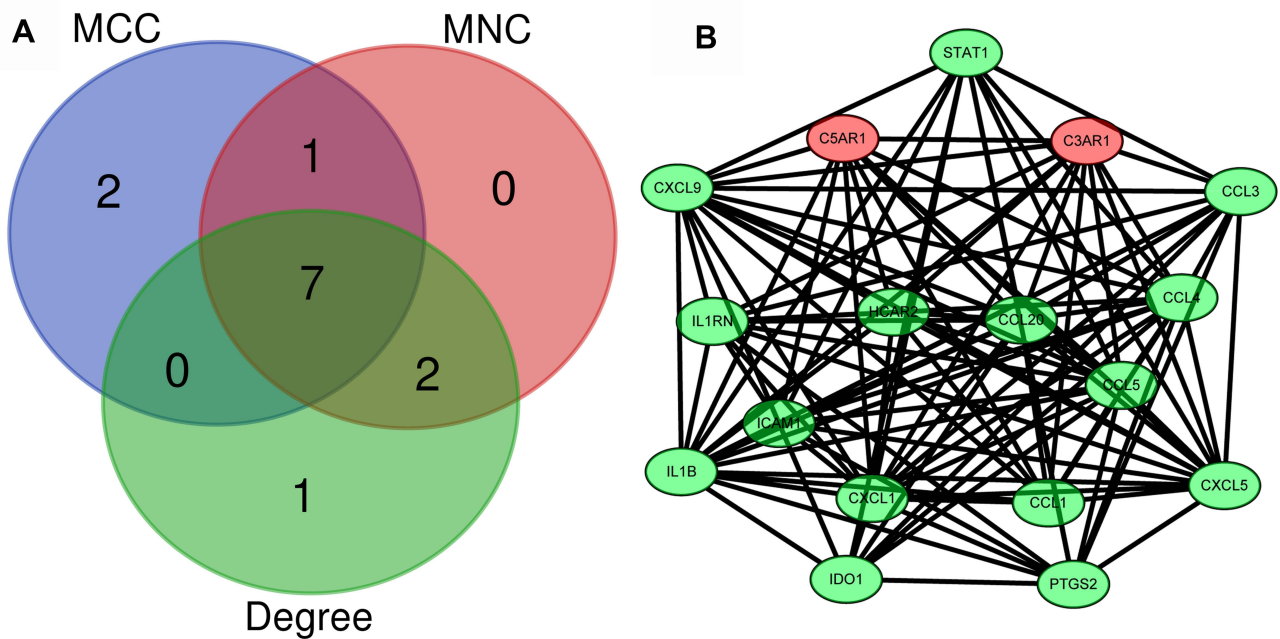 A
MCC
MNC
1
2
0
7
0
2
1
Degree
B
STAT1
C5AR1
C3AR1
CXCL9
CCL3
CCL4
IL1RN
HCAR2
CCL20
CCL5
ICAM1
IL1B
CXCL5
CXCL1
CCL1
IDO1
PTGS2